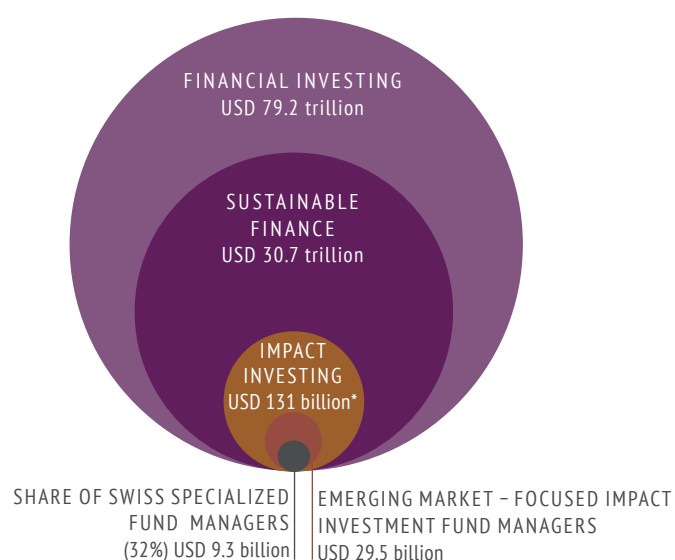 FINANCIAL INVESTING
USD 79.2 trillion
SUSTAINABLE
FINANCE
USD 30.7 trillion
IMPACT
INVESTING
USD 131 billion*
SHARE OF SWISS SPECIALIZED
FUND MANAGERS
(32%) USD 9.3 billion
EMERGING MARKET – FOCUSED IMPACT
INVESTMENT FUND MANAGERS
USD 29.5 billion